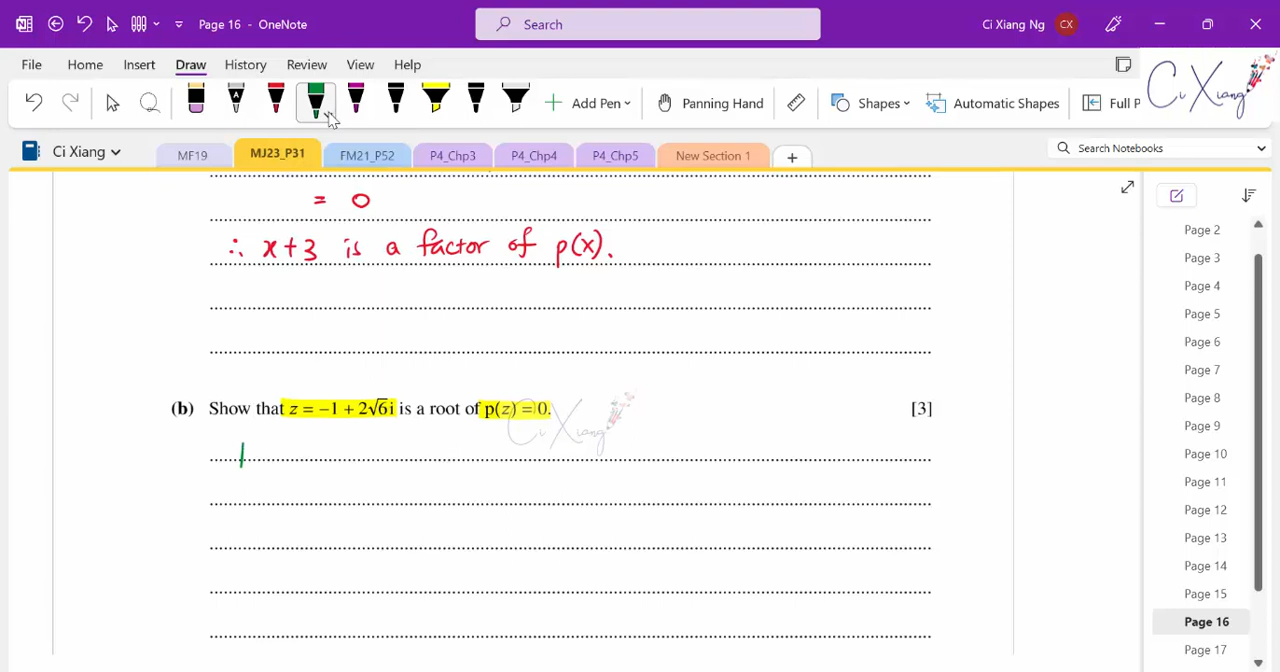 Page 16 - OneNote
Search
Ci Xiang Ng
CX
File Home Insert Draw History Review View Help
Add Pen
Panning Hand
Shapes
Automatic Shapes
Full P
Ci Xiang
Ci Xiang
MF19
MJ23_P31
FM21_P52
P4_Chp3
P4_Chp4
P4_Chp5
New Section 1
Search Notebooks
= 0
∴ x+3 is a factor of p(x).
(b) Show that z = −1 + 2√6i is a root of p(z) = 0. [3]
Ci Xiang
Page 2
Page 3
Page 4
Page 5
Page 6
Page 7
Page 8
Page 9
Page 10
Page 11
Page 12
Page 13
Page 14
Page 15
Page 16
Page 17